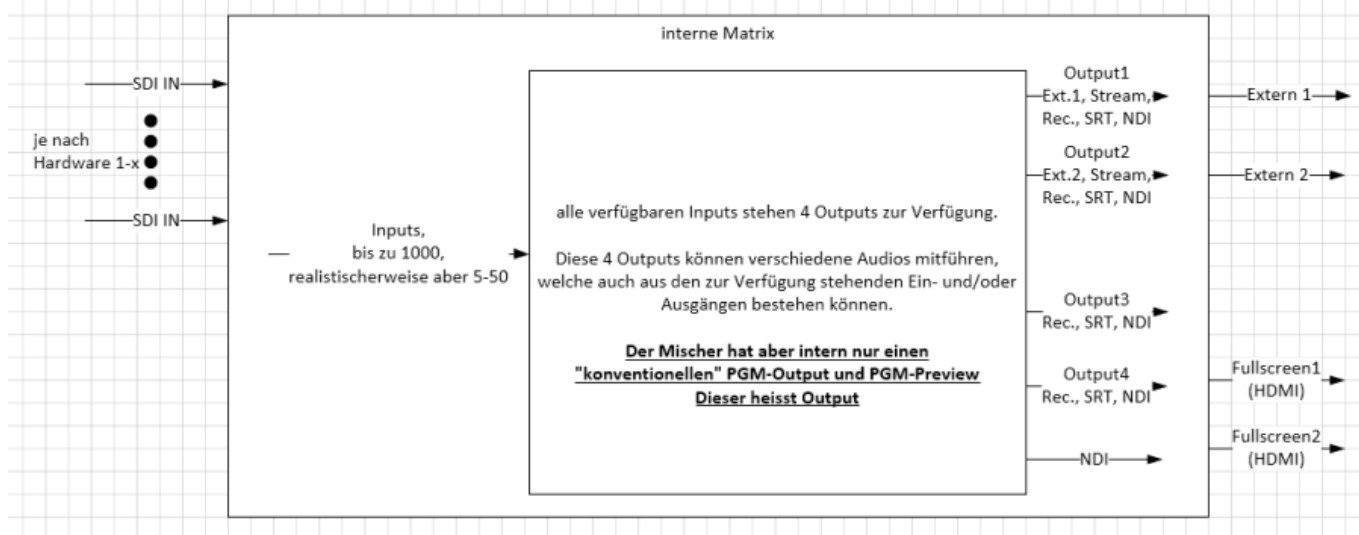 interne Matrix
SDI IN
je nach
Hardware 1-x
SDI IN
Inputs,
bis zu 1000,
realistischerweise aber 5-50
alle verfügbaren Inputs stehen 4 Outputs zur Verfügung.
Diese 4 Outputs können verschiedene Audios mitführen,
welche auch aus den zur Verfügung stehenden Ein- und/oder
Ausgängen bestehen können.
Der Mischer hat aber intern nur einen
"konventionellen" PGM-Output und PGM-Preview
Dieser heisst Output
Output1
Ext.1, Stream,
Rec., SRT, NDI
Output2
Ext.2, Stream,
Rec., SRT, NDI
Output3
Rec., SRT, NDI
Output4
Rec., SRT, NDI
NDI
Extern 1
Extern 2
Fullscreen1
(HDMI)
Fullscreen2
(HDMI)